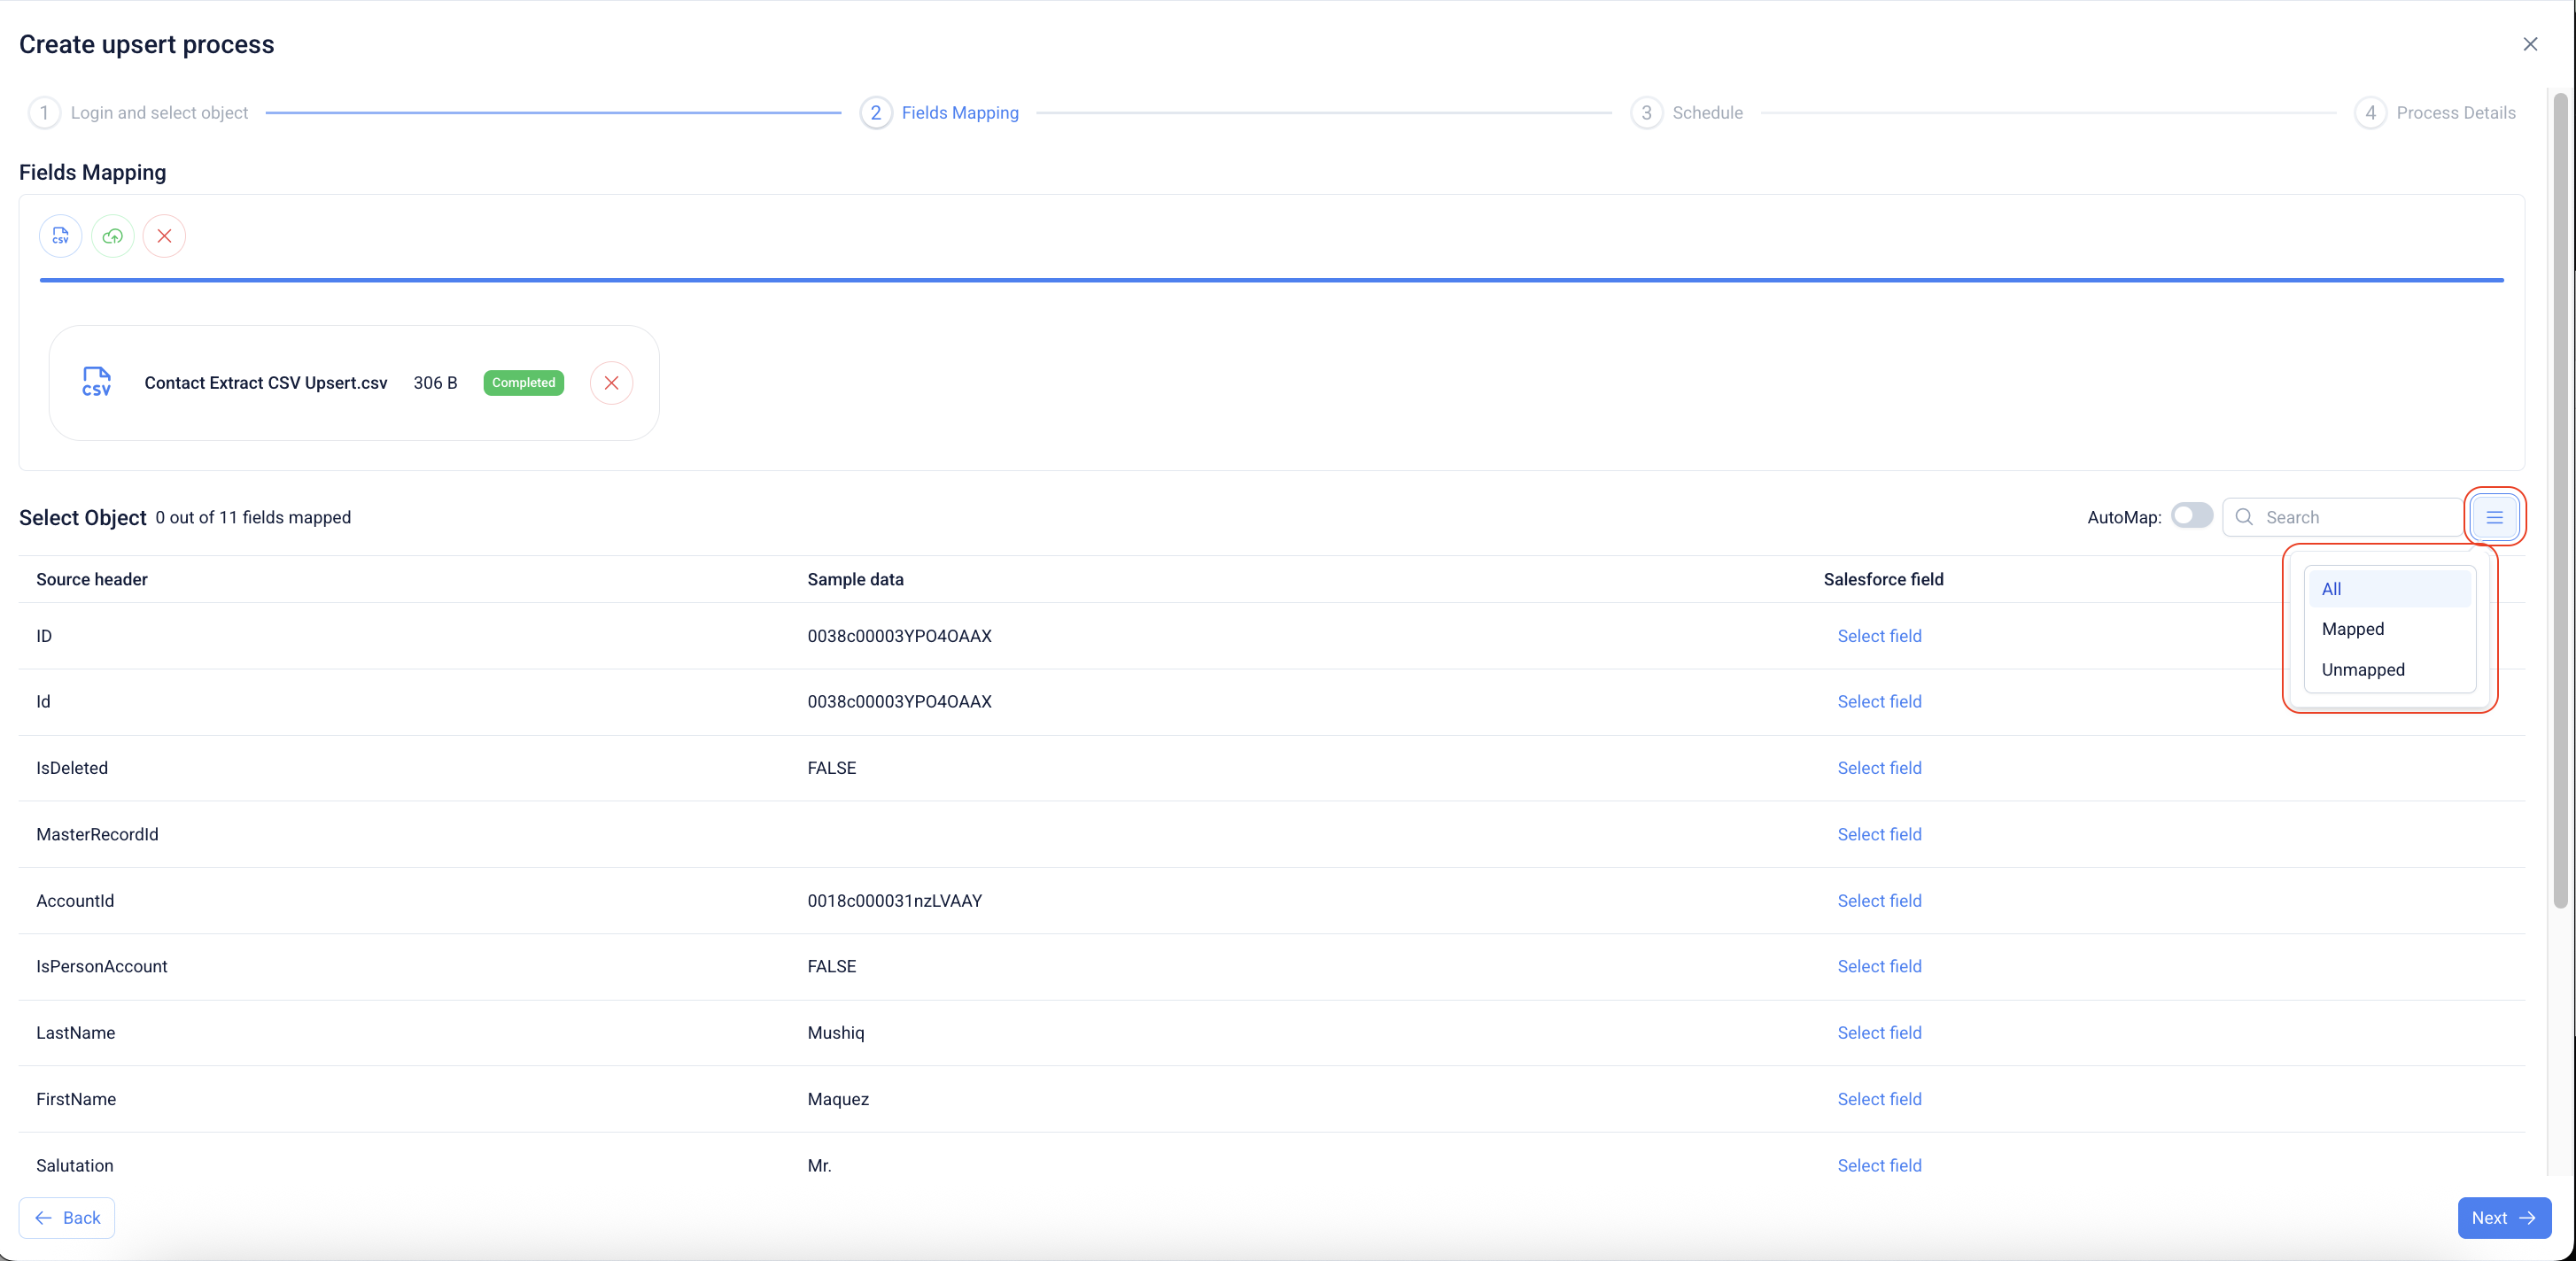 Create upsert process
1 Login and select object 2 Fields Mapping 3 Schedule 4 Process Details
Fields Mapping
CSV
CSV Contact Extract CSV Upsert.csv 306 B Completed
Select Object 0 out of 11 fields mapped AutoMap: Search
Source header Sample data Salesforce field
All
Mapped
Unmapped
ID 0038c00003YPO4OAAX Select field
Id 0038c00003YPO4OAAX Select field
IsDeleted FALSE Select field
MasterRecordId Select field
AccountId 0018c000031nzLVAAY Select field
IsPersonAccount FALSE Select field
LastName Mushiq Select field
FirstName Maquez Select field
Salutation Mr. Select field
Back Next